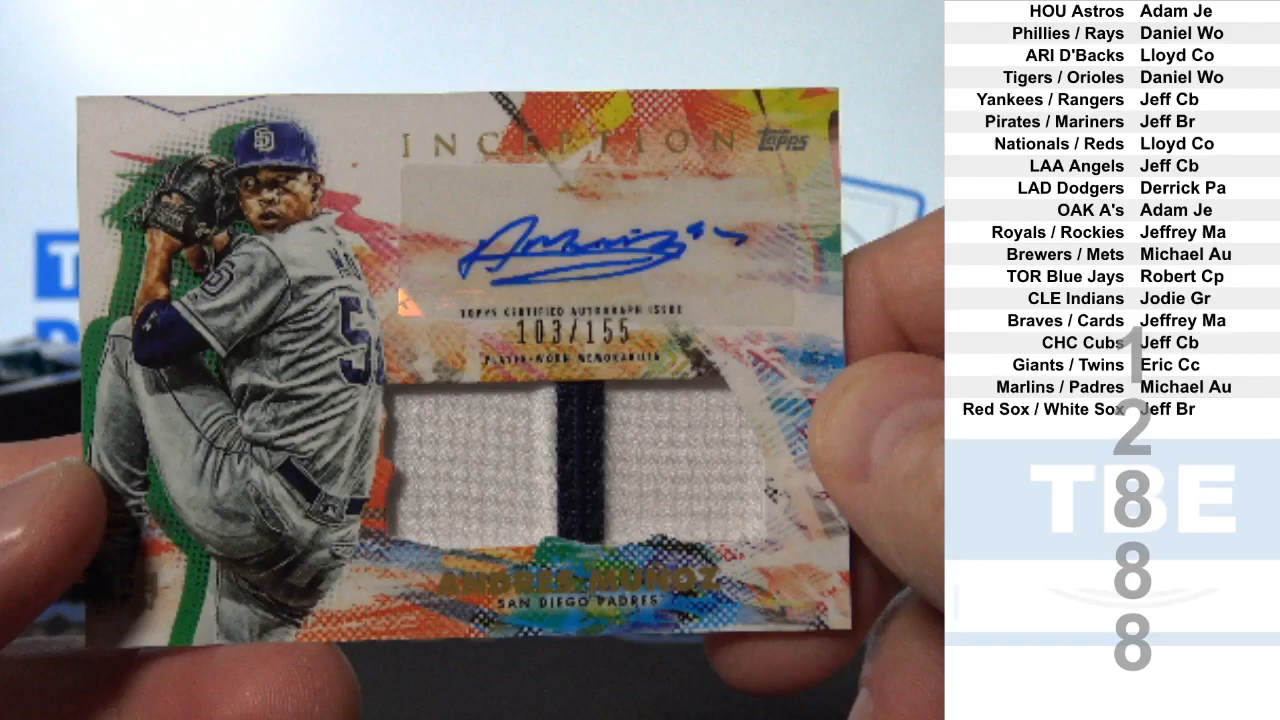 INCEPTION topps
SD
TOPPS CERTIFIED AUTOGRAPH ISSUE
103/155
PLAYER-WORN MEMORABILIA
ANDRES MUÑOZ
SAN DIEGO PADRES
HOU Astros Adam Je
Phillies / Rays Daniel Wo
ARI D'Backs Lloyd Co
Tigers / Orioles Daniel Wo
Yankees / Rangers Jeff Cb
Pirates / Mariners Jeff Br
Nationals / Reds Lloyd Co
LAA Angels Jeff Cb
LAD Dodgers Derrick Pa
OAK A's Adam Je
Royals / Rockies Jeffrey Ma
Brewers / Mets Michael Au
TOR Blue Jays Robert Cp
CLE Indians Jodie Gr
Braves / Cards Jeffrey Ma
CHC Cubs Jeff Cb
Giants / Twins Eric Cc
Marlins / Padres Michael Au
Red Sox / White Sox Jeff Br
1
2
8
8
8
TBE